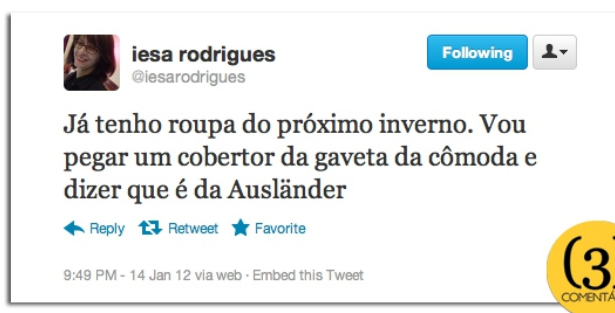 iesa rodrigues
@iesarodrigues
Following
Já tenho roupa do próximo inverno. Vou
pegar um cobertor da gaveta da cômoda e
dizer que é da Ausländer
Reply Retweet Favorite
9:49 PM - 14 Jan 12 via web · Embed this Tweet
(3